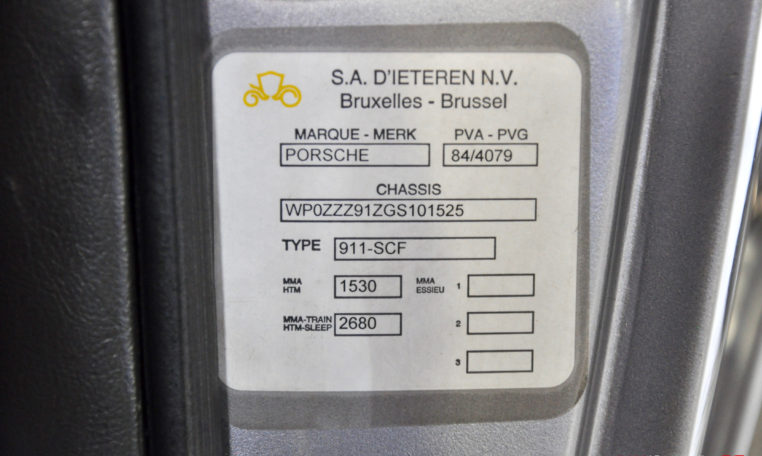 S.A. D'IETEREN N.V.
Bruxelles - Brussel
MARQUE - MERK PVA - PVG
PORSCHE 84/4079
CHASSIS
WP0ZZZ91ZGS101525
TYPE 911-SCF
MMA HTM 1530 MMA ESSIEU 1
MMA-TRAIN HTM-SLEEP 2680 2
3